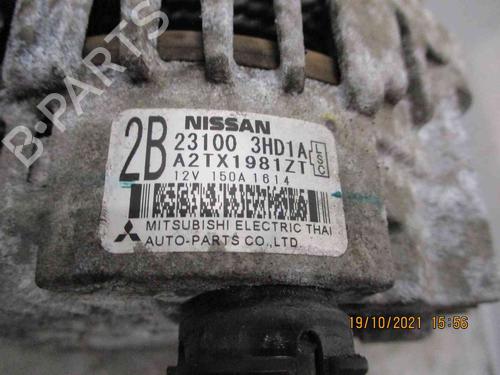 B-PARTS
NISSAN
2B 23100 3HD1A
A2TX1981ZT LSC
12V 150A 1614
MITSUBISHI ELECTRIC THAI
AUTO-PARTS CO.,LTD
19/10/2021 15:56